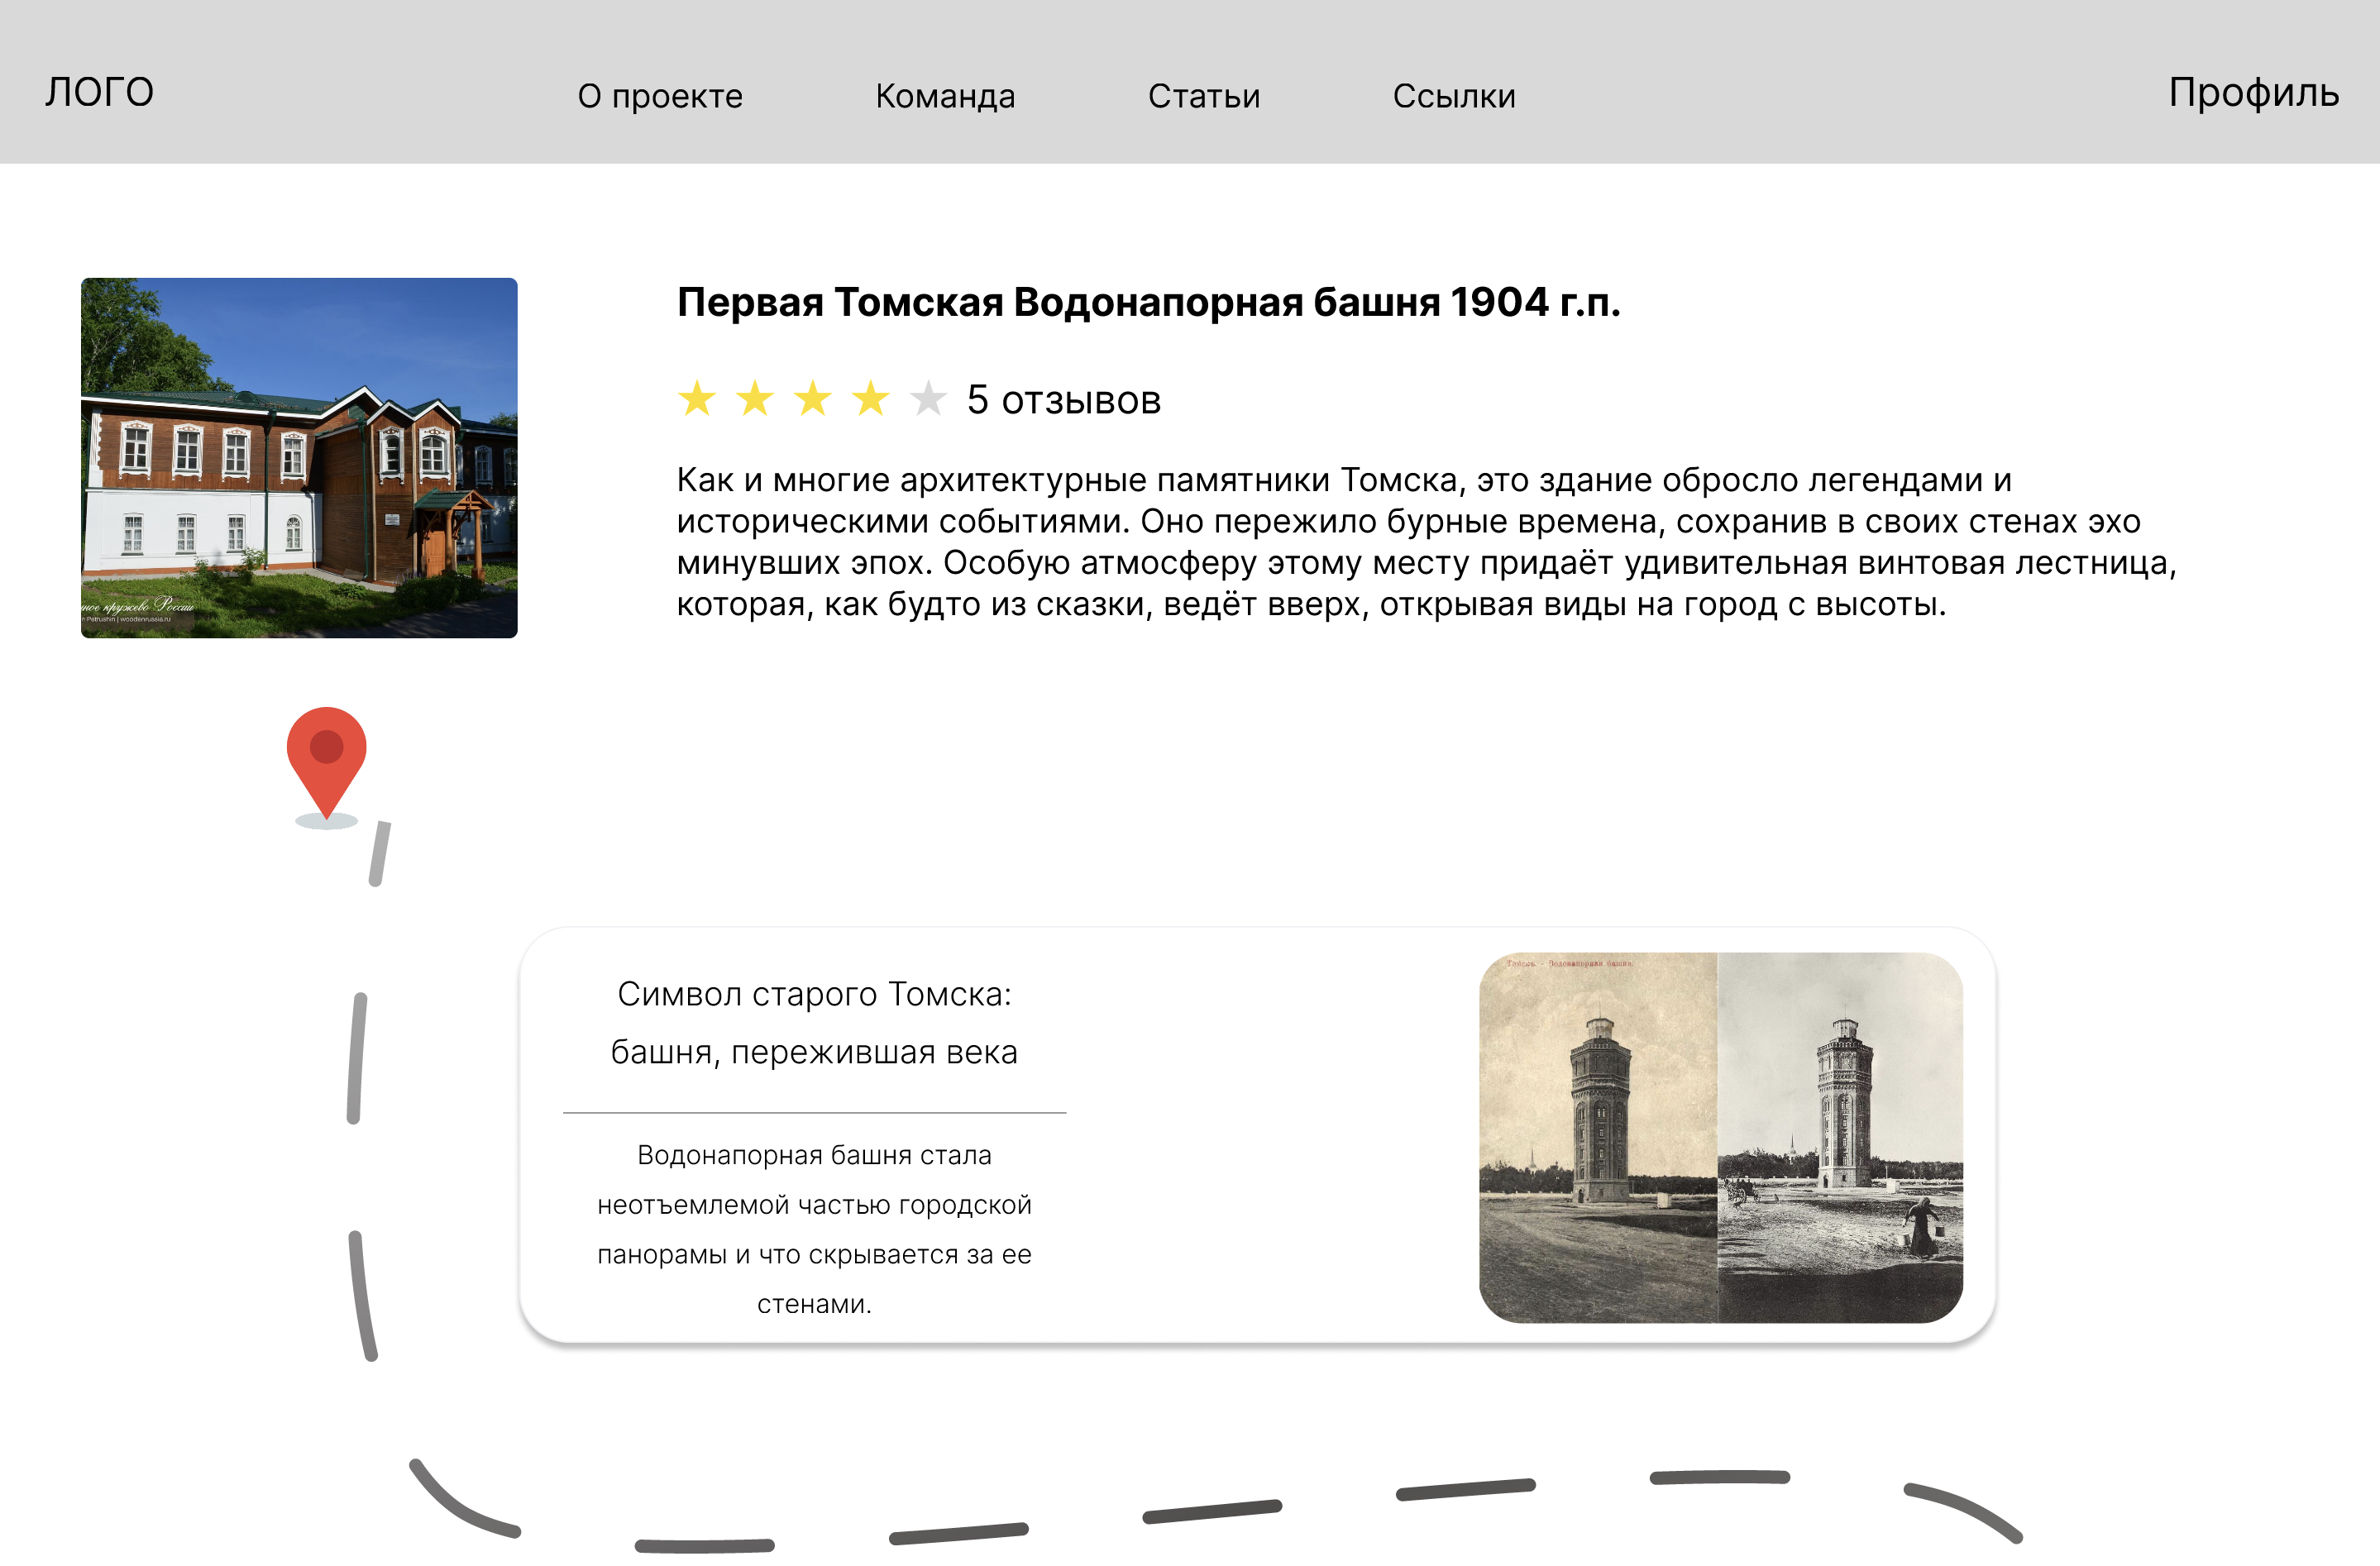 ЛОГО
О проекте
Команда
Статьи
Ссылки
Профиль
Первая Томская Водонапорная башня 1904 г.п.
5 отзывов
Как и многие архитектурные памятники Томска, это здание обросло легендами и
историческими событиями. Оно пережило бурные времена, сохранив в своих стенах эхо
минувших эпох. Особую атмосферу этому месту придаёт удивительная винтовая лестница,
которая, как будто из сказки, ведёт вверх, открывая виды на город с высоты.
кружево России
Petrushin | woodenrussia.ru
Символ старого Томска:
башня, пережившая века
Водонапорная башня стала
неотъемлемой частью городской
панорамы и что скрывается за ее
стенами.
Водонапорная башня.